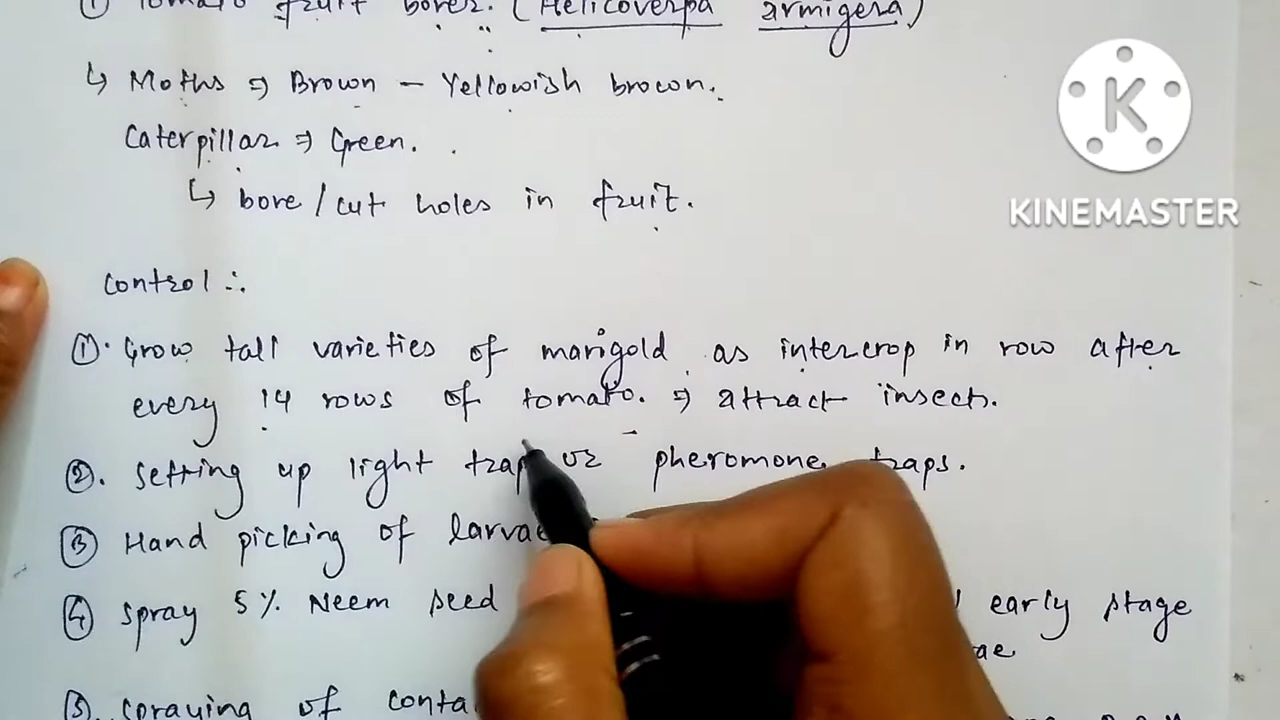 ① Tomato fruit borer. (Helicoverpa armigera)
↳ Moths ⇒ Brown – Yellowish brown.
Caterpillar ⇒ Green.
↳ bore/cut holes in fruit.
KINEMASTER
Control :-
①. Grow tall varieties of marigold as intercrop in row after
every 14 rows of tomato. ⇒ attract insects.
②. Setting up light trap or pheromone traps.
③ Hand picking of larvae
④ Spray 5% Neem seed early stage
⑤. Spraying of